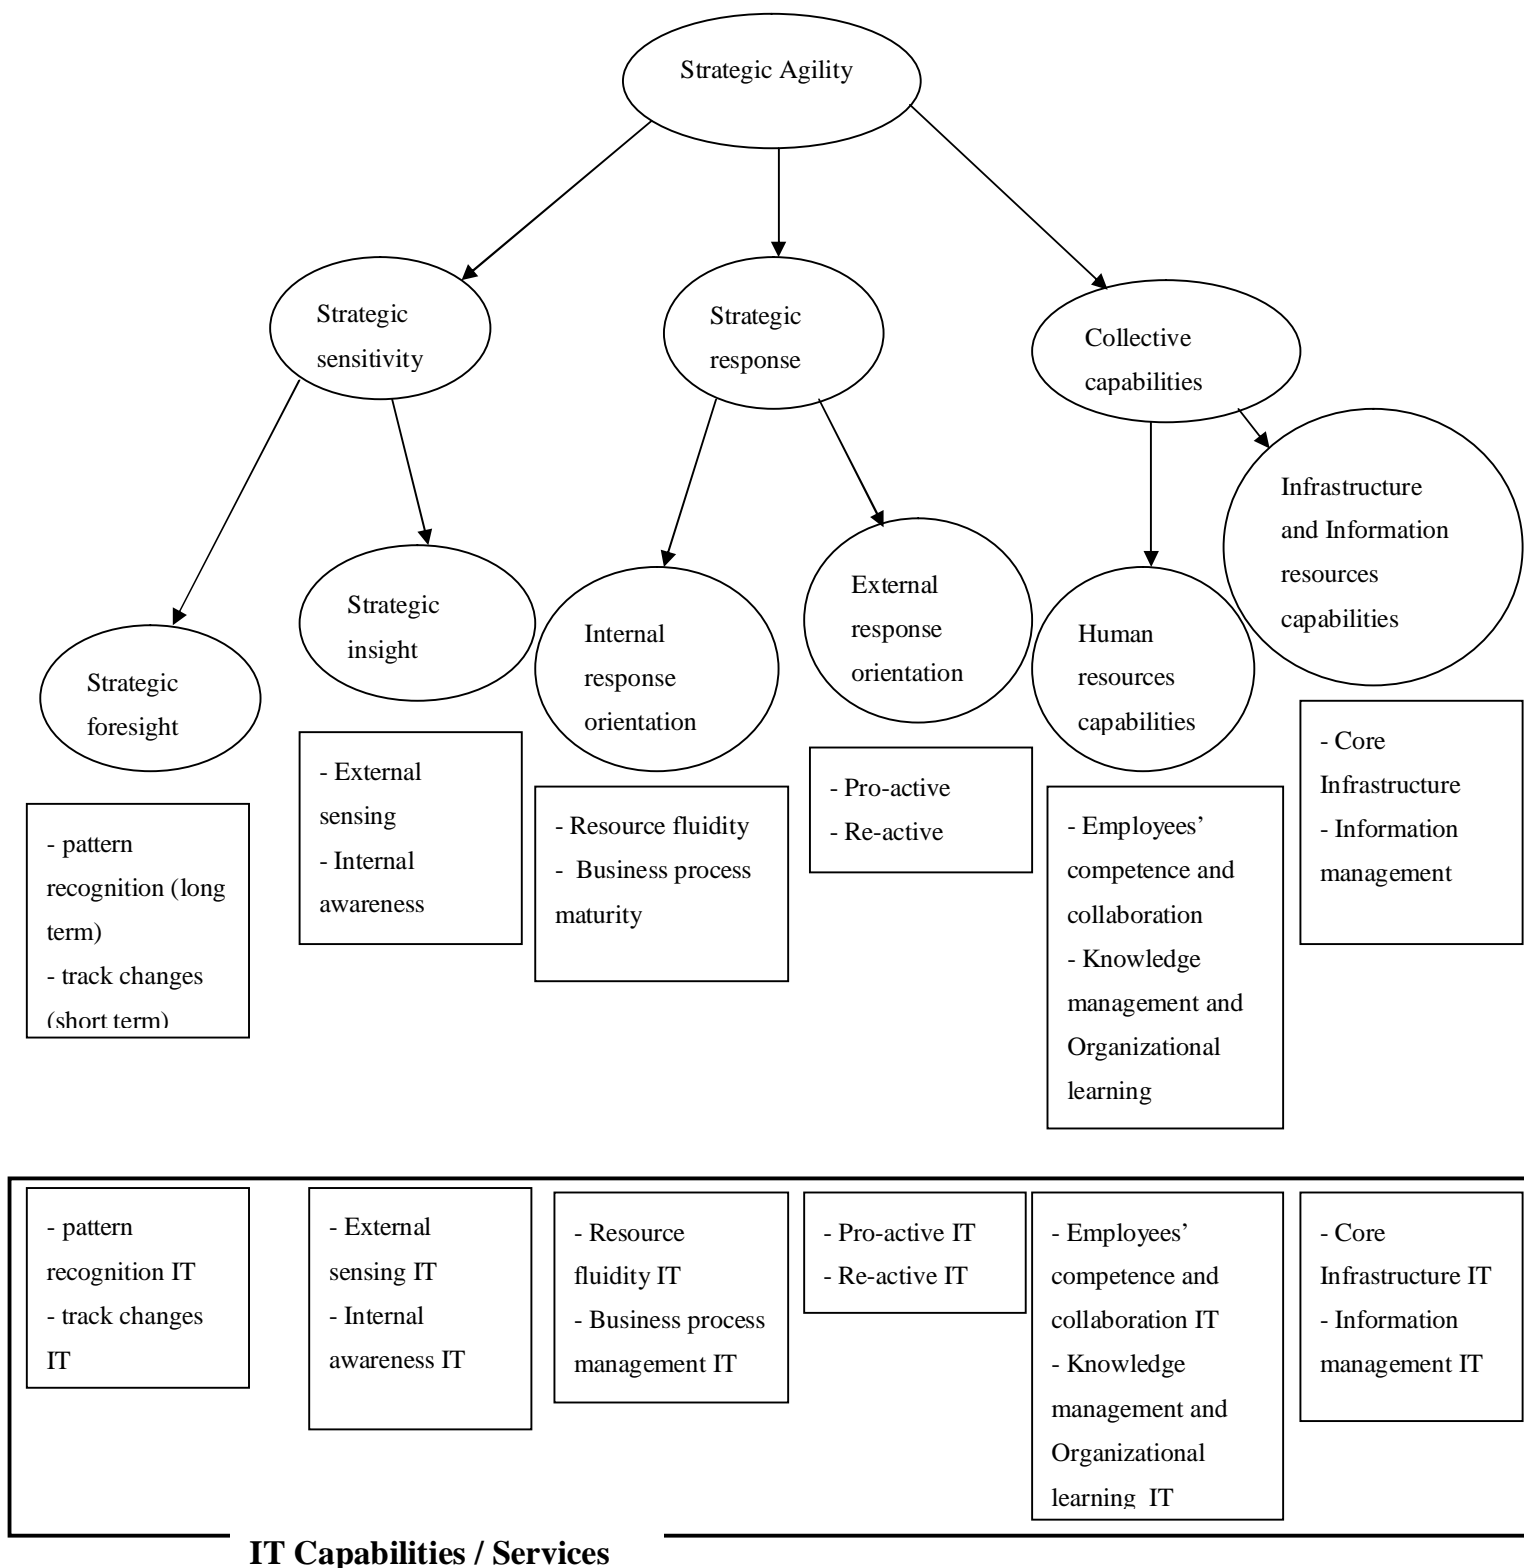 Strategic Agility
Strategic
sensitivity
Strategic
response
Collective
capabilities
Strategic
foresight
Strategic
insight
Internal
response
orientation
External
response
orientation
Human
resources
capabilities
Infrastructure
and Information
resources
capabilities
- pattern
recognition (long
term)
- track changes
(short term)
- External
sensing
- Internal
awareness
- Resource fluidity
- Business process
maturity
- Pro-active
- Re-active
- Employees’
competence and
collaboration
- Knowledge
management and
Organizational
learning
- Core
Infrastructure
- Information
management
- pattern
recognition IT
- track changes
IT
- External
sensing IT
- Internal
awareness IT
- Resource
fluidity IT
- Business process
management IT
- Pro-active IT
- Re-active IT
- Employees’
competence and
collaboration IT
- Knowledge
management and
Organizational
learning IT
- Core
Infrastructure IT
- Information
management IT
IT Capabilities / Services